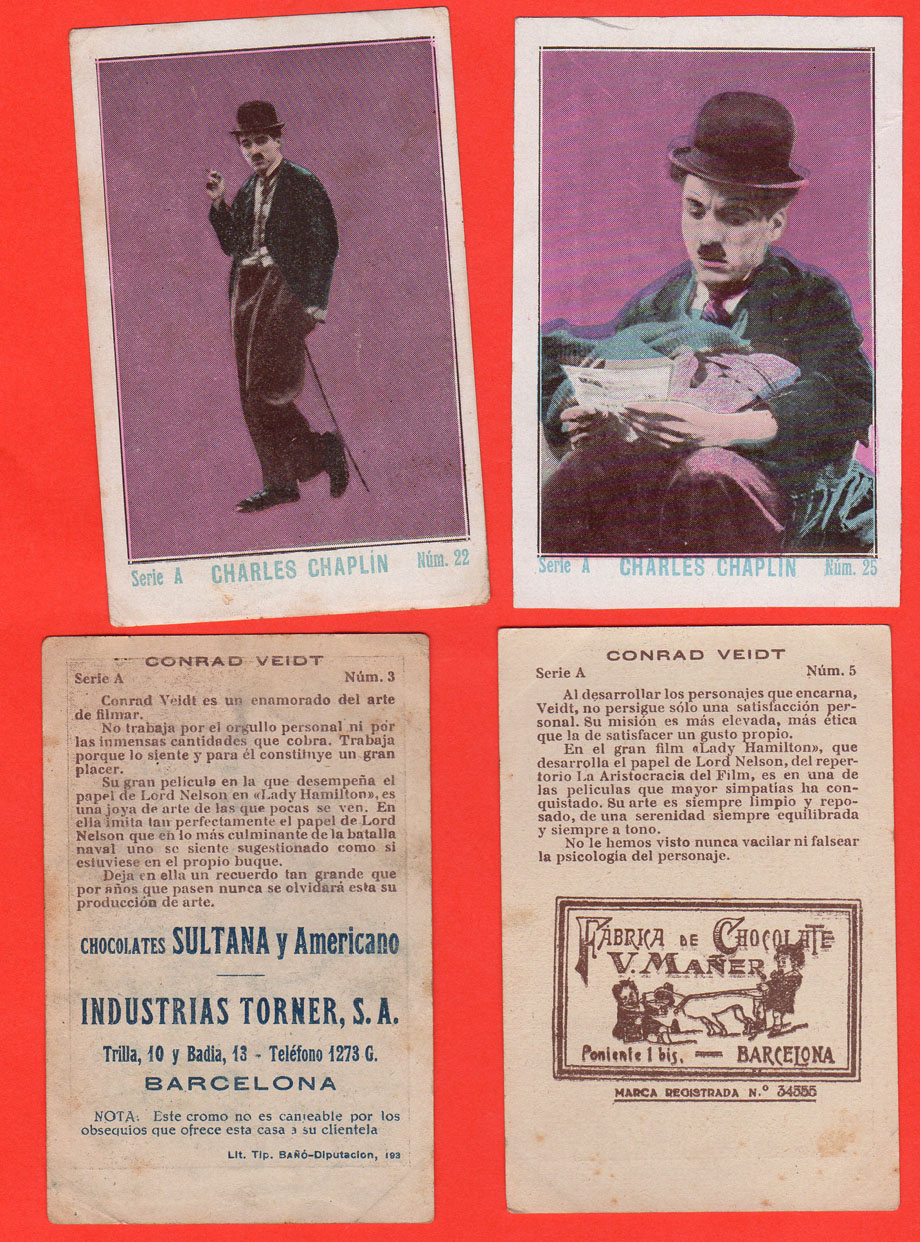 Serie A CHARLES CHAPLIN Núm. 22
Serie A CHARLES CHAPLIN Núm. 25
CONRAD VEIDT
Serie A Núm. 3
Conrad Veidt es un enamorado del arte
de filmar.
No trabaja por el orgullo personal ni por
las inmensas cantidades que cobra. Trabaja
porque lo siente y para él constituye un gran
placer.
Su gran pelicula en la que desempeña el
papel de Lord Nelson en «Lady Hamilton», es
una joya de arte de las que pocas se ven. En
ella imita tan perfectamente el papel de Lord
Nelson que en lo más culminante de la batalla
naval uno se siente sugestionado como si
estuviese en el propio buque.
Deja en ella un recuerdo tan grande que
por años que pasen nunca se olvidará esta su
producción de arte.
CHOCOLATES SULTANA y Americano
INDUSTRIAS TORNER, S. A.
Trilla, 10 y Badia, 13 - Teléfono 1273 G.
BARCELONA
NOTA: Este cromo no es canjeable por los
obsequios que ofrece esta casa a su clientela
Lit. Tip. BAÑÓ-Diputacion, 193
CONRAD VEIDT
Serie A Núm. 5
Al desarrollar los personajes que encarna,
Veidt, no persigue sólo una satisfacción per-
sonal. Su misión es más elevada, más ética
que la de satisfacer un gusto propio.
En el gran film «Lady Hamilton», que
desarrolla el papel de Lord Nelson, del reper-
torio La Aristocracia del Film, es en una de
las peliculas que mayor simpatías ha con-
quistado. Su arte es siempre limpio y repo-
sado, de una serenidad siempre equilibrada
y siempre a tono.
No le hemos visto nunca vacilar ni falsear
la psicología del personaje.
FÁBRICA DE CHOCOLATE
V. MAÑER
Poniente 1 bis, — BARCELONA
MARCA REGISTRADA N.º 34355